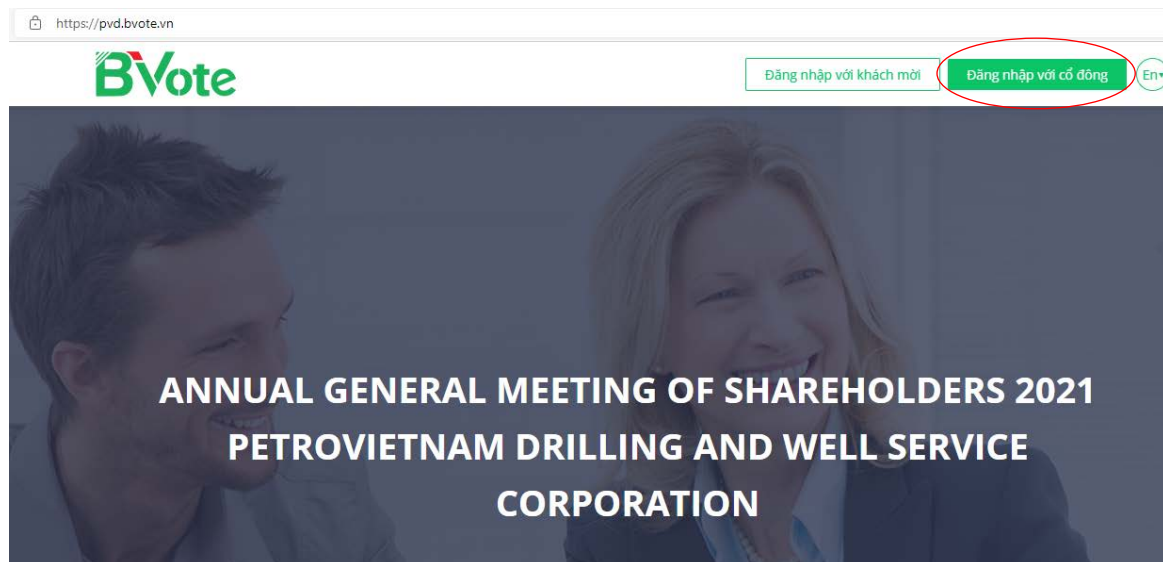 https://pvd.bvote.vn
BVote
Đăng nhập với khách mời
Đăng nhập với cổ đông
En
ANNUAL GENERAL MEETING OF SHAREHOLDERS 2021
PETROVIETNAM DRILLING AND WELL SERVICE
CORPORATION